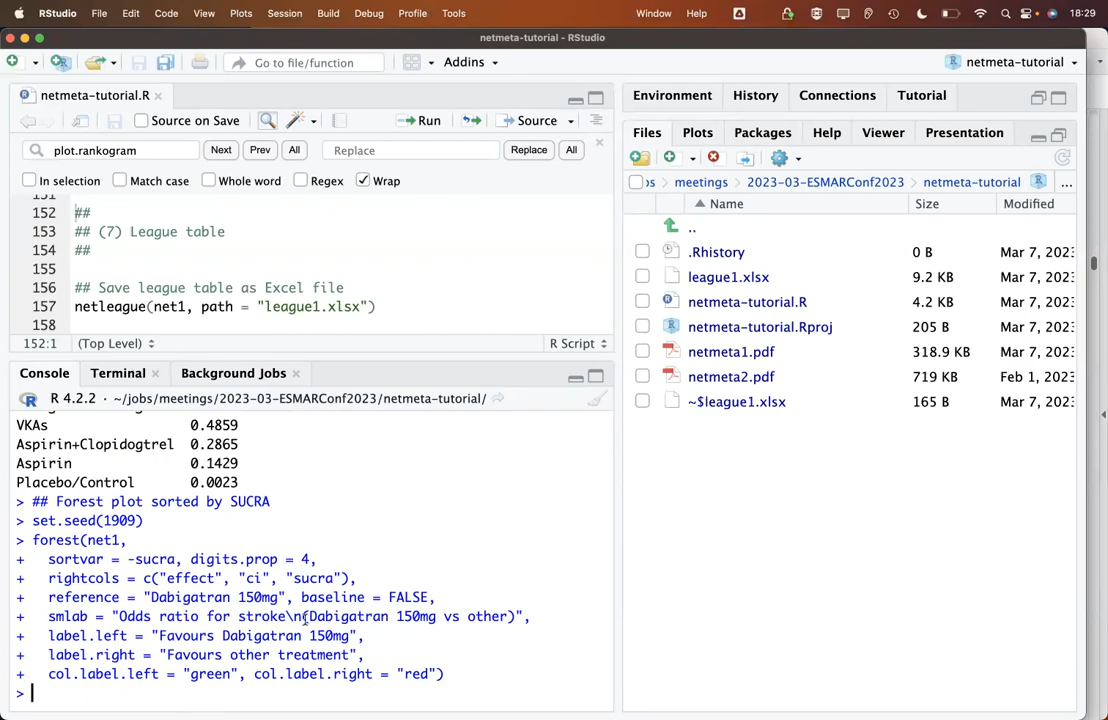 RStudio File Edit Code View Plots Session Build Debug Profile Tools Window Help 18:29
netmeta-tutorial - RStudio
Go to file/function Addins netmeta-tutorial
netmeta-tutorial.R
Source on Save Run Source
plot.rankogram Next Prev All Replace Replace All
In selection Match case Whole word Regex Wrap
151
152 ##
153 ## (7) League table
154 ##
155
156 ## Save league table as Excel file
157 netleague(net1, path = "league1.xlsx")
158
152:1 (Top Level) R Script
Console Terminal Background Jobs
R 4.2.2 · ~/jobs/meetings/2023-03-ESMARConf2023/netmeta-tutorial/
VKAs 0.4859
Aspirin+Clopidogtrel 0.2865
Aspirin 0.1429
Placebo/Control 0.0023
> ## Forest plot sorted by SUCRA
> set.seed(1909)
> forest(net1,
+ sortvar = -sucra, digits.prop = 4,
+ rightcols = c("effect", "ci", "sucra"),
+ reference = "Dabigatran 150mg", baseline = FALSE,
+ smlab = "Odds ratio for stroke\n(Dabigatran 150mg vs other)",
+ label.left = "Favours Dabigatran 150mg",
+ label.right = "Favours other treatment",
+ col.label.left = "green", col.label.right = "red")
>
Environment History Connections Tutorial
Files Plots Packages Help Viewer Presentation
bs > meetings > 2023-03-ESMARConf2023 > netmeta-tutorial ...
Name Size Modified
..
.Rhistory 0 B Mar 7, 2023
league1.xlsx 9.2 KB Mar 7, 2023
netmeta-tutorial.R 4.2 KB Mar 7, 2023
netmeta-tutorial.Rproj 205 B Mar 7, 2023
netmeta1.pdf 318.9 KB Mar 7, 2023
netmeta2.pdf 719 KB Feb 1, 2023
~$league1.xlsx 165 B Mar 7, 2023